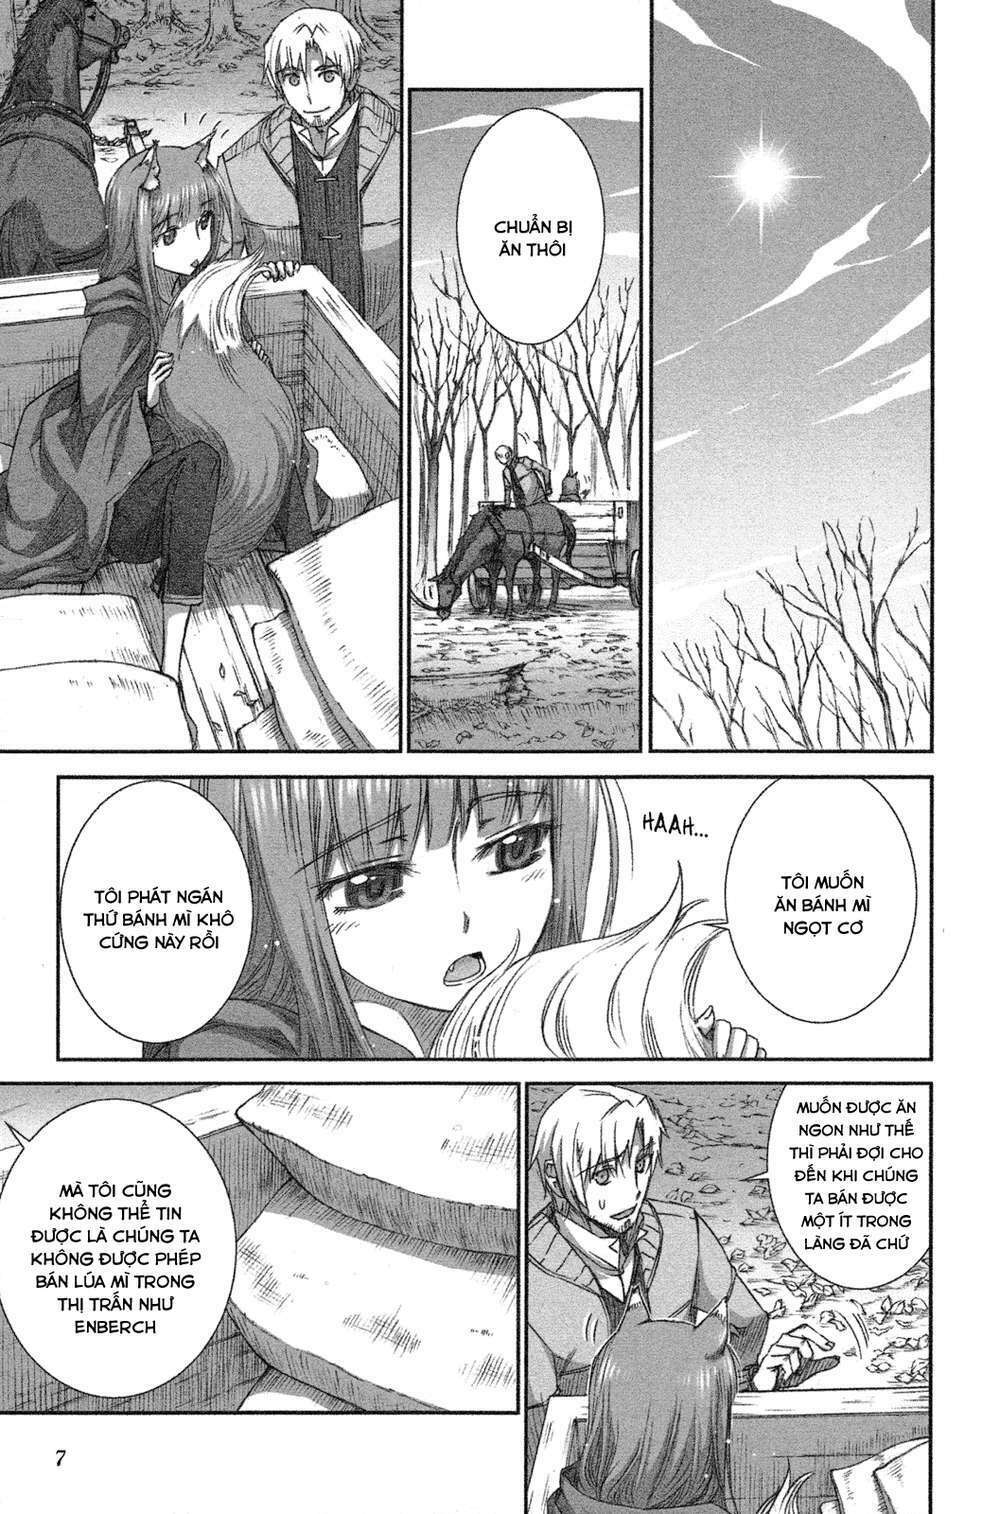 CHUẨN BỊ
ĂN THÔI
HAAH...
TÔI MUỐN
ĂN BÁNH MÌ
NGỌT CƠ
TÔI PHÁT NGÁN
THỨ BÁNH MÌ KHÔ
CỨNG NÀY RỒI
MUỐN ĐƯỢC ĂN
NGON NHƯ THẾ
THÌ PHẢI ĐỢI CHO
ĐẾN KHI CHÚNG
TA BÁN ĐƯỢC
MỘT ÍT TRONG
LÀNG ĐÃ CHỨ
MÀ TÔI CŨNG
KHÔNG THỂ TIN
ĐƯỢC LÀ CHÚNG TA
KHÔNG ĐƯỢC PHÉP
BÁN LÚA MÌ TRONG
THỊ TRẤN NHƯ
ENBERCH
7